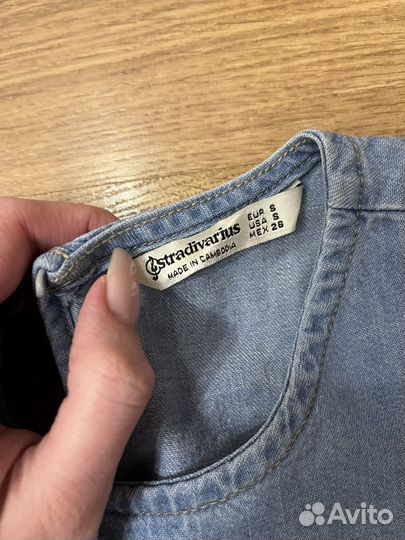 stradivarius
MADE IN CAMBODIA
EUR S
USA S
MEX 26
Avito